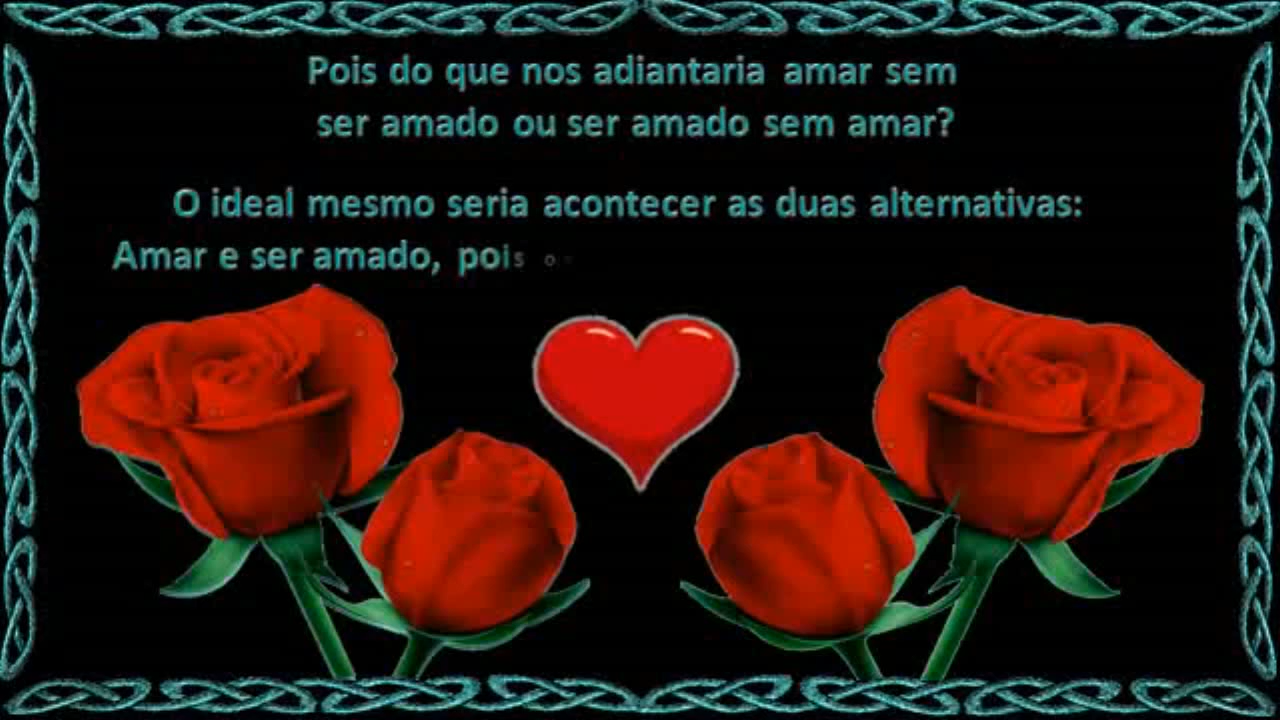 Pois do que nos adiantaria amar sem
ser amado ou ser amado sem amar?
O ideal mesmo seria acontecer as duas alternativas:
Amar e ser amado, pois o